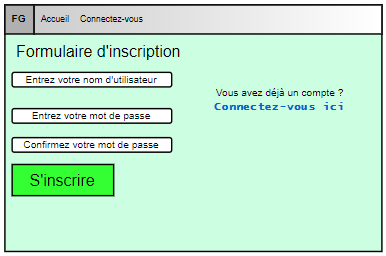 FG Accueil Connectez-vous
Formulaire d'inscription
Entrez votre nom d'utilisateur
Vous avez déjà un compte ?
Connectez-vous ici
Entrez votre mot de passe
Confirmez votre mot de passe
S'inscrire